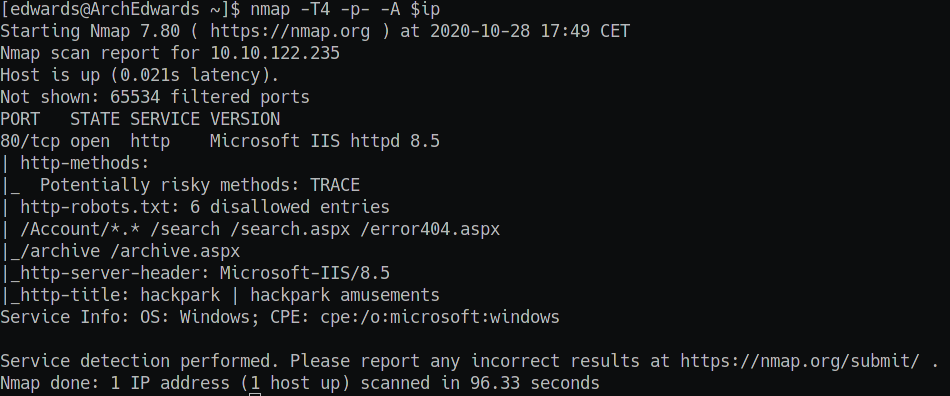 [edwards@ArchEdwards ~]$ nmap -T4 -p- -A $ip
Starting Nmap 7.80 ( https://nmap.org ) at 2020-10-28 17:49 CET
Nmap scan report for 10.10.122.235
Host is up (0.021s latency).
Not shown: 65534 filtered ports
PORT   STATE SERVICE VERSION
80/tcp open  http    Microsoft IIS httpd 8.5
| http-methods:
|_  Potentially risky methods: TRACE
| http-robots.txt: 6 disallowed entries
| /Account/*.* /search /search.aspx /error404.aspx
|_/archive /archive.aspx
|_http-server-header: Microsoft-IIS/8.5
|_http-title: hackpark | hackpark amusements
Service Info: OS: Windows; CPE: cpe:/o:microsoft:windows

Service detection performed. Please report any incorrect results at https://nmap.org/submit/ .
Nmap done: 1 IP address (1 host up) scanned in 96.33 seconds